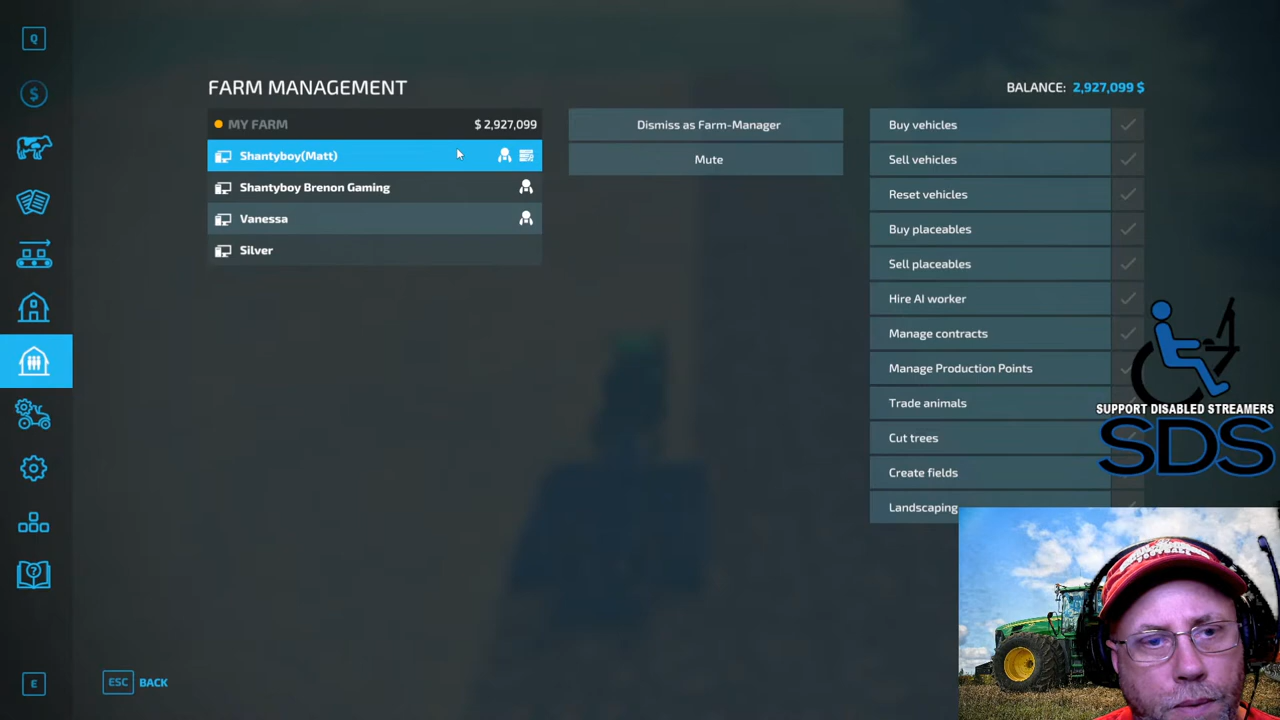 Q
FARM MANAGEMENT
BALANCE: 2,927,099 $
$
MY FARM $ 2,927,099
Shantyboy(Matt)
Shantyboy Brenon Gaming
Vanessa
Silver
Dismiss as Farm-Manager
Mute
Buy vehicles
Sell vehicles
Reset vehicles
Buy placeables
Sell placeables
Hire AI worker
Manage contracts
Manage Production Points
Trade animals
Cut trees
Create fields
Landscaping
SUPPORT DISABLED STREAMERS
SDS
?
E
ESC BACK